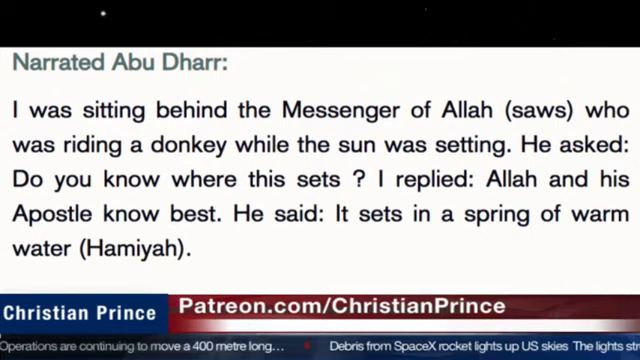 Narrated Abu Dharr:
I was sitting behind the Messenger of Allah (saws) who
was riding a donkey while the sun was setting. He asked:
Do you know where this sets ? I replied: Allah and his
Apostle know best. He said: It sets in a spring of warm
water (Hamiyah).
Christian Prince
Patreon.com/ChristianPrince
Operations are continuing to move a 400 metre long... Debris from SpaceX rocket lights up US skies The lights str